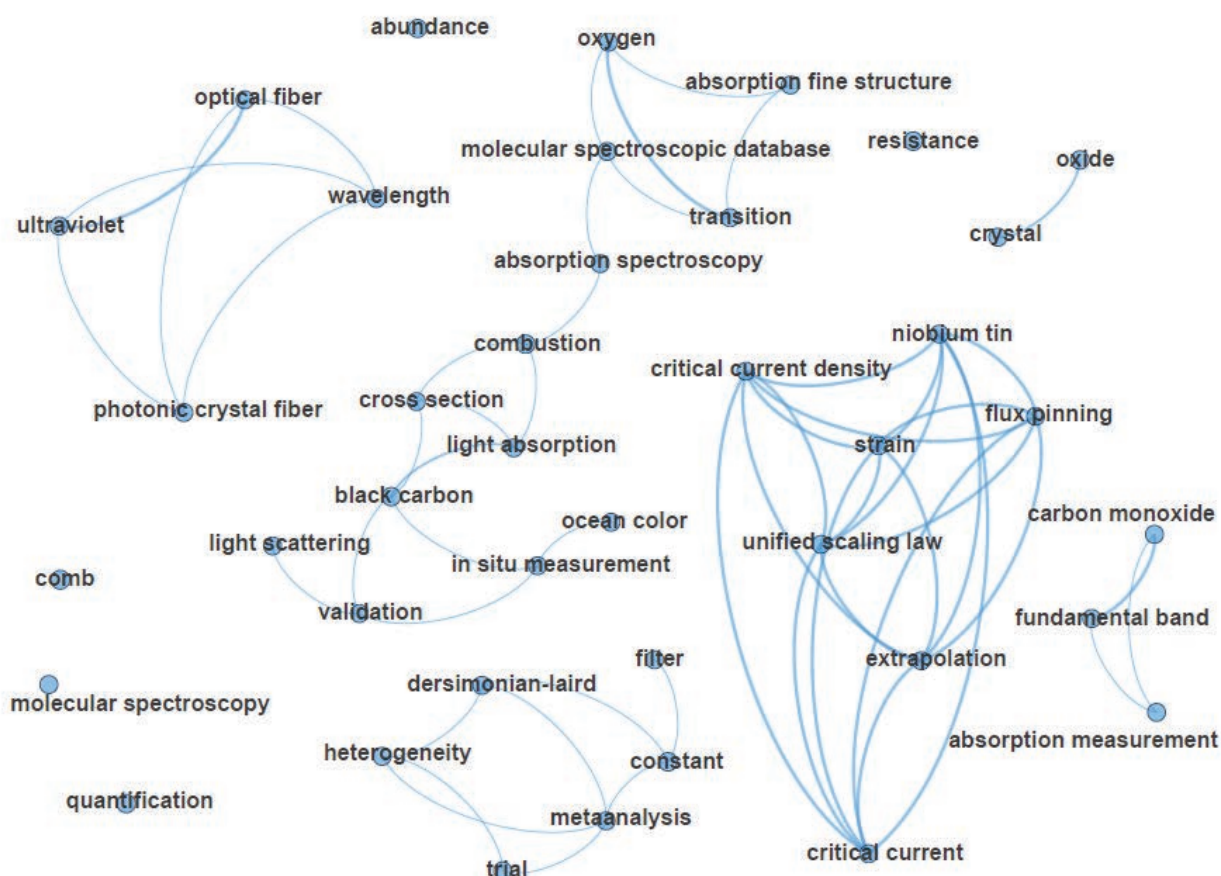 abundance
oxygen
absorption fine structure
optical fiber
resistance
molecular spectroscopic database
oxide
wavelength
ultraviolet
transition
crystal
absorption spectroscopy
niobium tin
combustion
critical current density
cross section
photonic crystal fiber
flux pinning
light absorption
strain
black carbon
carbon monoxide
ocean color
light scattering
unified scaling law
in situ measurement
comb
validation
fundamental band
filter
extrapolation
dersimonian-laird
molecular spectroscopy
absorption measurement
heterogeneity
constant
quantification
metaanalysis
critical current
trial